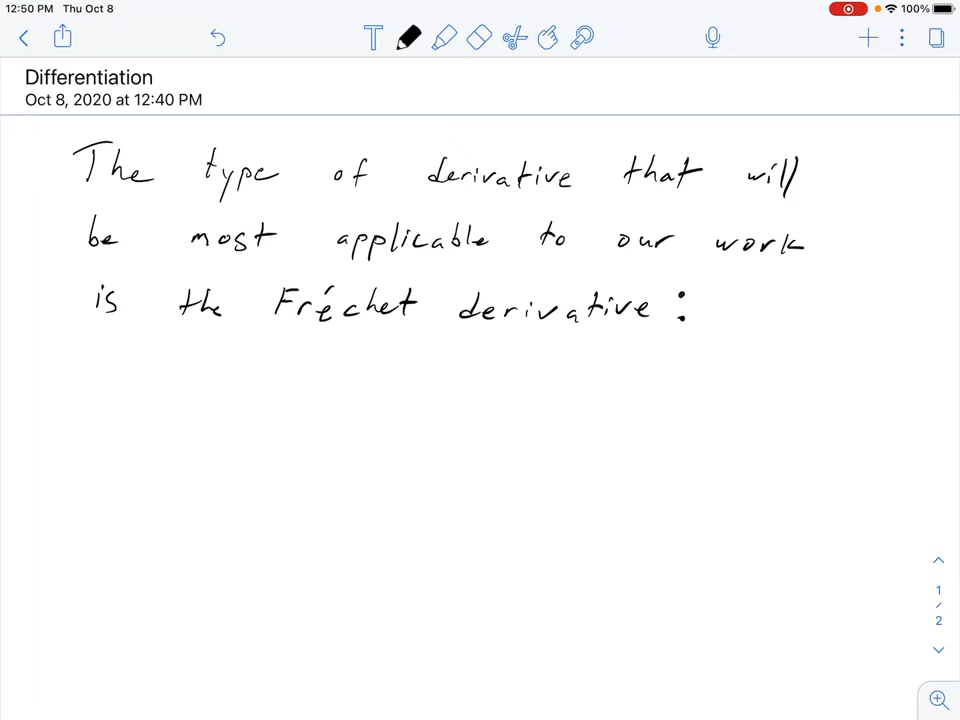 12:50 PM Thu Oct 8 100%
T
Differentiation
Oct 8, 2020 at 12:40 PM
The type of derivative that will
be most applicable to our work
is the Fréchet derivative:
1
/
2